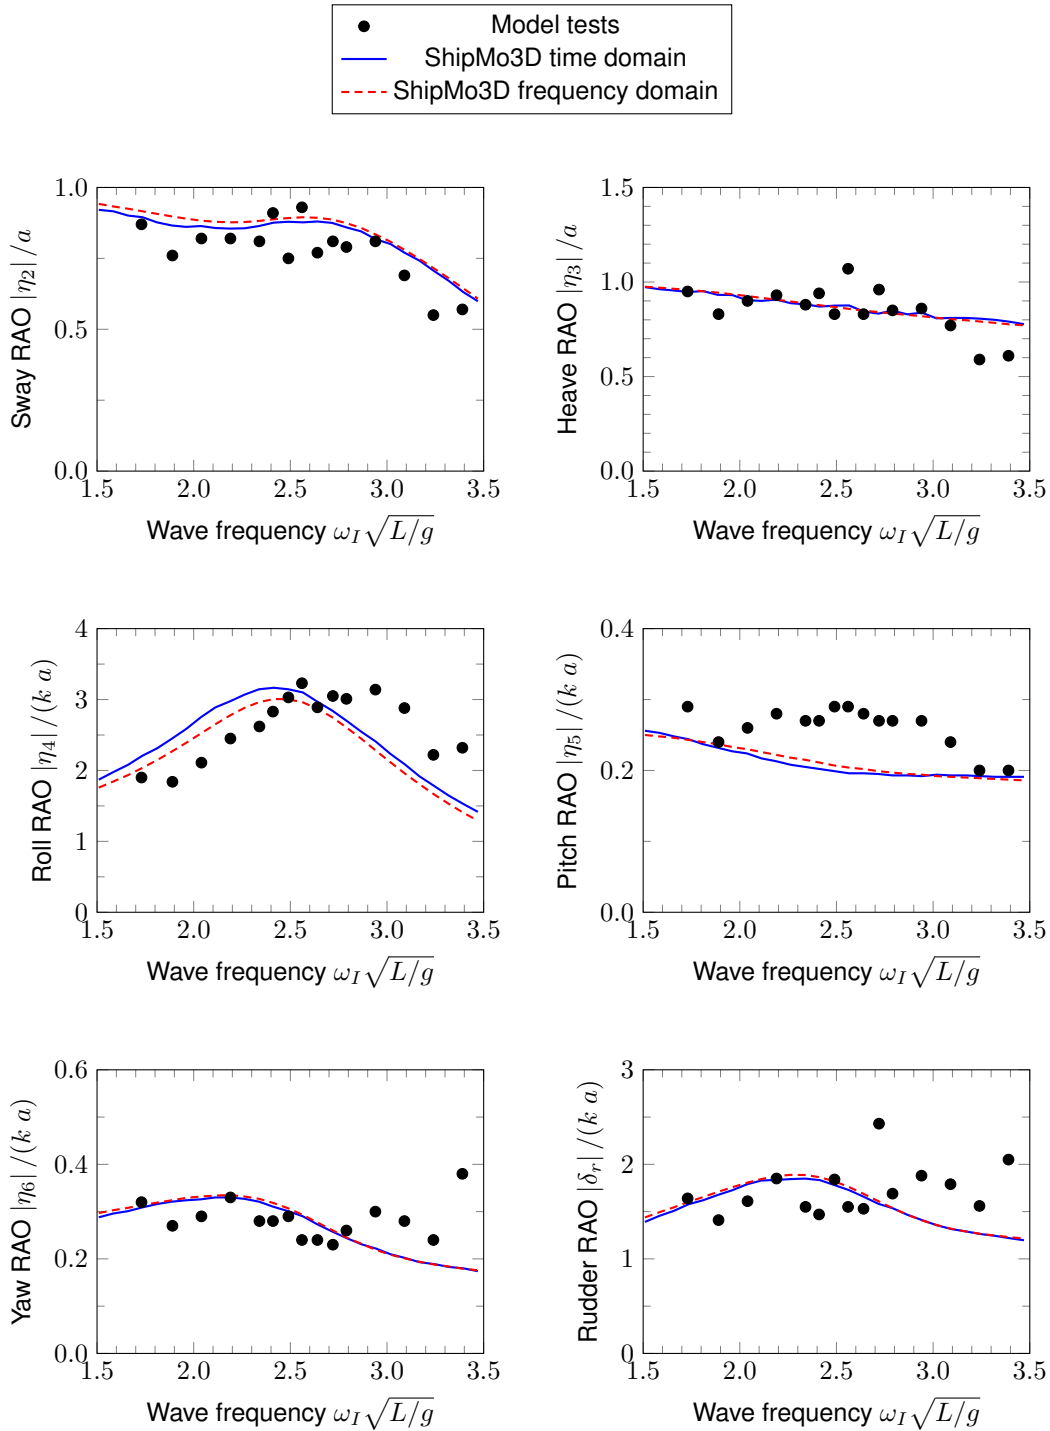 Model tests
ShipMo3D time domain
ShipMo3D frequency domain
1.0
0.5
0.0
1.5 2.0 2.5 3.0 3.5
Sway RAO |η₂|/a
Wave frequency ω_I√(L/g)
1.5
1.0
0.5
0.0
1.5 2.0 2.5 3.0 3.5
Heave RAO |η₃|/a
Wave frequency ω_I√(L/g)
4
3
2
1
0
1.5 2.0 2.5 3.0 3.5
Roll RAO |η₄|/(k a)
Wave frequency ω_I√(L/g)
0.4
0.2
0.0
1.5 2.0 2.5 3.0 3.5
Pitch RAO |η₅|/(k a)
Wave frequency ω_I√(L/g)
0.6
0.4
0.2
0.0
1.5 2.0 2.5 3.0 3.5
Yaw RAO |η₆|/(k a)
Wave frequency ω_I√(L/g)
3
2
1
0
1.5 2.0 2.5 3.0 3.5
Rudder RAO |δ_r|/(k a)
Wave frequency ω_I√(L/g)